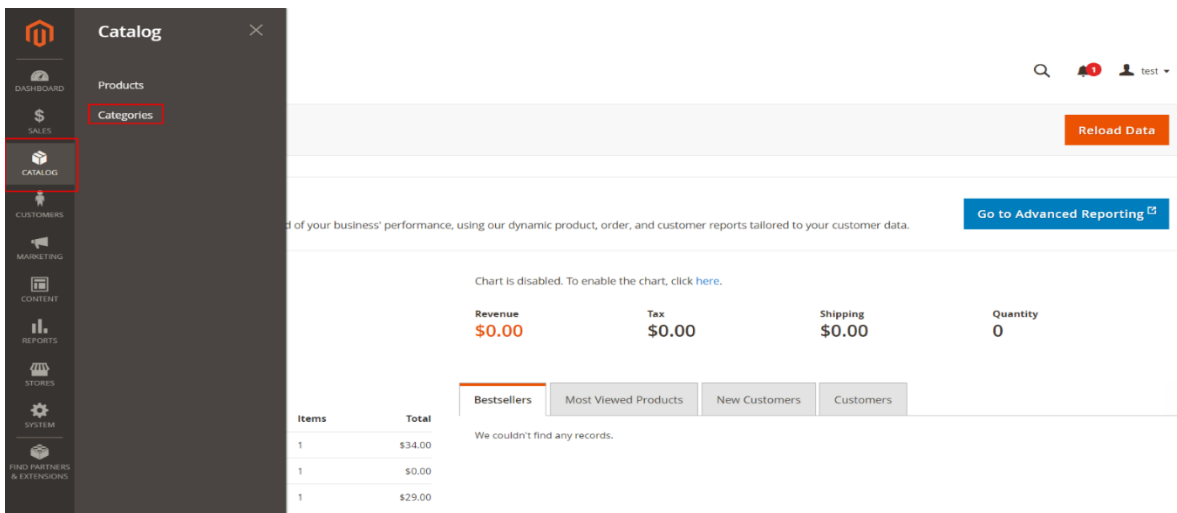 DASHBOARD
SALES
CATALOG
CUSTOMERS
MARKETING
CONTENT
REPORTS
STORES
SYSTEM
FIND PARTNERS
& EXTENSIONS
Catalog
Products
Categories
1
test
Reload Data
d of your business' performance, using our dynamic product, order, and customer reports tailored to your customer data.
Go to Advanced Reporting
Chart is disabled. To enable the chart, click here.
Revenue Tax Shipping Quantity
$0.00 $0.00 $0.00 0
Bestsellers Most Viewed Products New Customers Customers
We couldn't find any records.
Items Total
1 $34.00
1 $0.00
1 $29.00